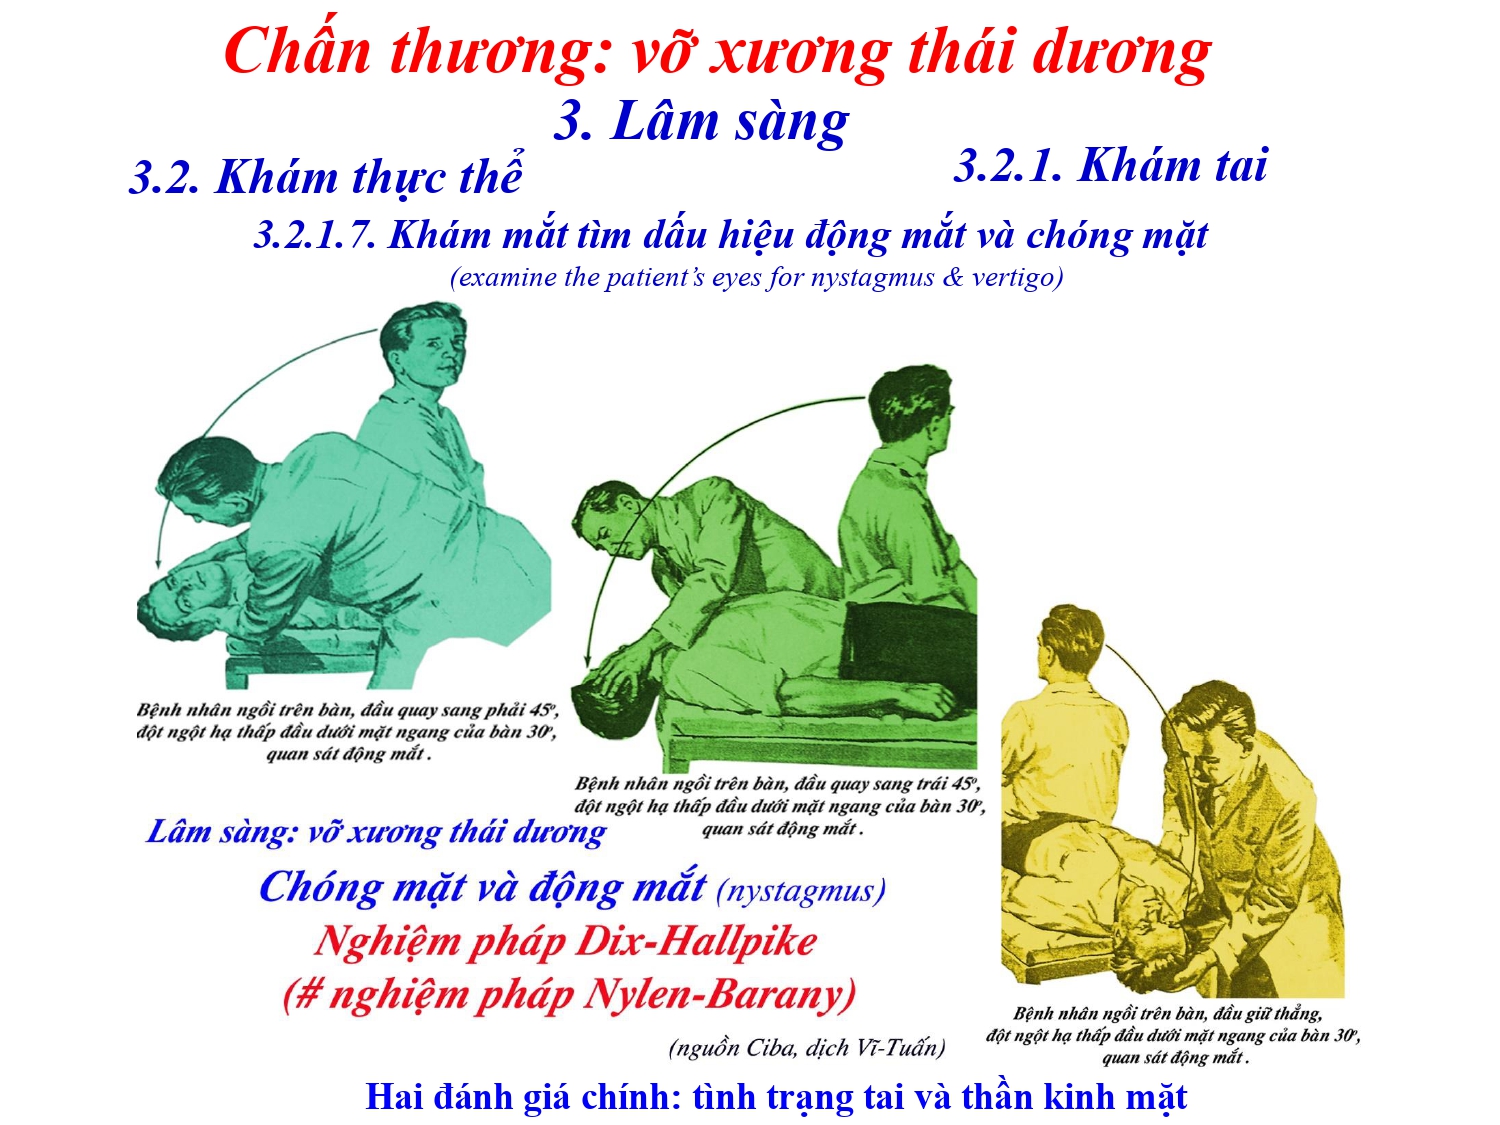 Chấn thương: vỡ xương thái dương
3. Lâm sàng
3.2. Khám thực thể
3.2.1. Khám tai
3.2.1.7. Khám mắt tìm dấu hiệu động mắt và chóng mặt
(examine the patient’s eyes for nystagmus & vertigo)
Bệnh nhân ngồi trên bàn, đầu quay sang phải 45º,
đột ngột hạ thấp đầu dưới mặt ngang của bàn 30º,
quan sát động mắt .
Bệnh nhân ngồi trên bàn, đầu quay sang trái 45º,
đột ngột hạ thấp đầu dưới mặt ngang của bàn 30º,
quan sát động mắt .
Lâm sàng: vỡ xương thái dương
Chóng mặt và động mắt (nystagmus)
Nghiệm pháp Dix-Hallpike
(# nghiệm pháp Nylen-Barany)
(nguồn Ciba, dịch Vĩ-Tuấn)
Bệnh nhân ngồi trên bàn, đầu giữ thẳng,
đột ngột hạ thấp đầu dưới mặt ngang của bàn 30º,
quan sát động mắt .
Hai đánh giá chính: tình trạng tai và thần kinh mặt